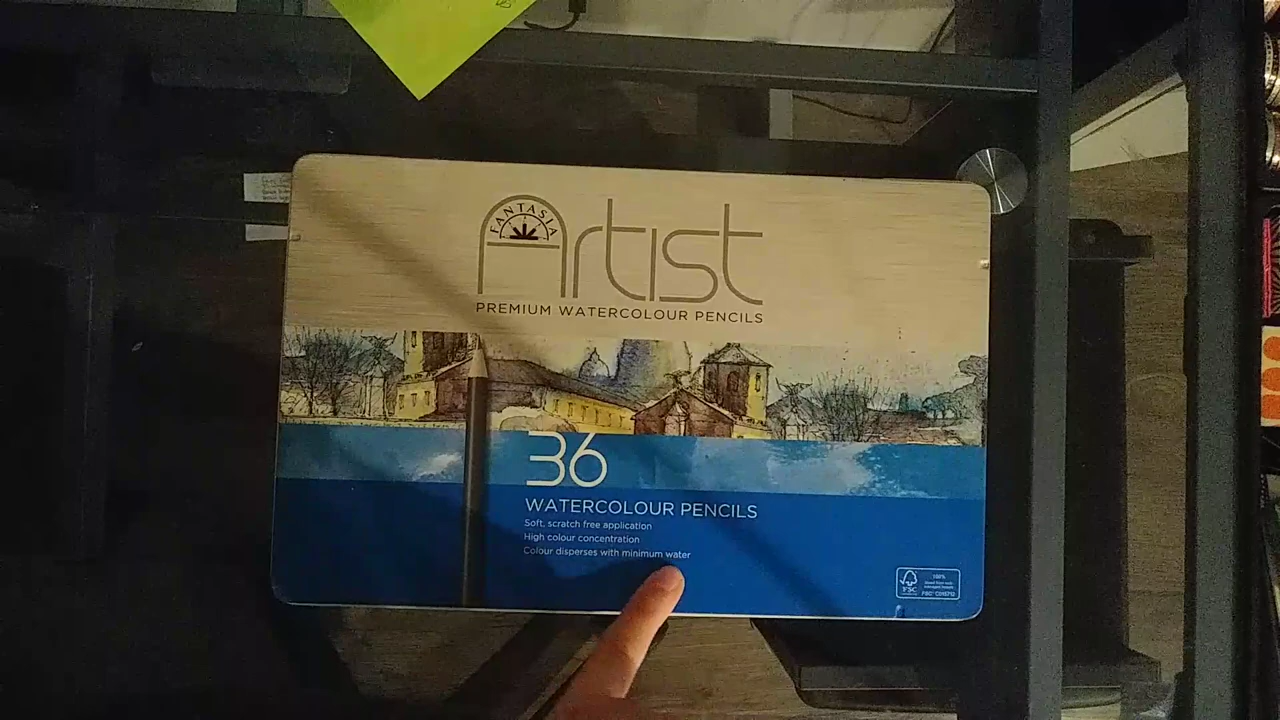 FANTASIA
Artist
PREMIUM WATERCOLOUR PENCILS
36
WATERCOLOUR PENCILS
Soft, scratch free application
High colour concentration
Colour disperses with minimum water
100%
FSC